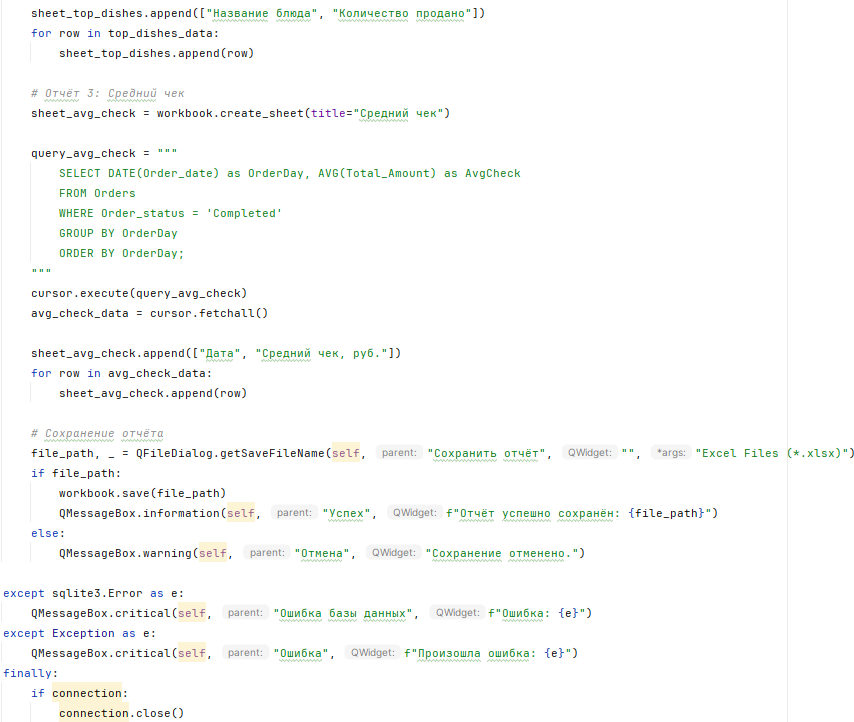 sheet_top_dishes.append(["Название блюда", "Количество продано"])
for row in top_dishes_data:
sheet_top_dishes.append(row)
# Отчёт 3: Средний чек
sheet_avg_check = workbook.create_sheet(title="Средний чек")
query_avg_check = """
SELECT DATE(Order_date) as OrderDay, AVG(Total_Amount) as AvgCheck
FROM Orders
WHERE Order_status = 'Completed'
GROUP BY OrderDay
ORDER BY OrderDay;
"""
cursor.execute(query_avg_check)
avg_check_data = cursor.fetchall()
sheet_avg_check.append(["Дата", "Средний чек, руб."])
for row in avg_check_data:
sheet_avg_check.append(row)
# Сохранение отчёта
file_path, _ = QFileDialog.getSaveFileName(self, parent: "Сохранить отчёт", QWidget: "", *args: "Excel Files (*.xlsx)")
if file_path:
workbook.save(file_path)
QMessageBox.information(self, parent: "Успех", QWidget: f"Отчёт успешно сохранён: {file_path}")
else:
QMessageBox.warning(self, parent: "Отмена", QWidget: "Сохранение отменено.")
except sqlite3.Error as e:
QMessageBox.critical(self, parent: "Ошибка базы данных", QWidget: f"Ошибка: {e}")
except Exception as e:
QMessageBox.critical(self, parent: "Ошибка", QWidget: f"Произошла ошибка: {e}")
finally:
if connection:
connection.close()